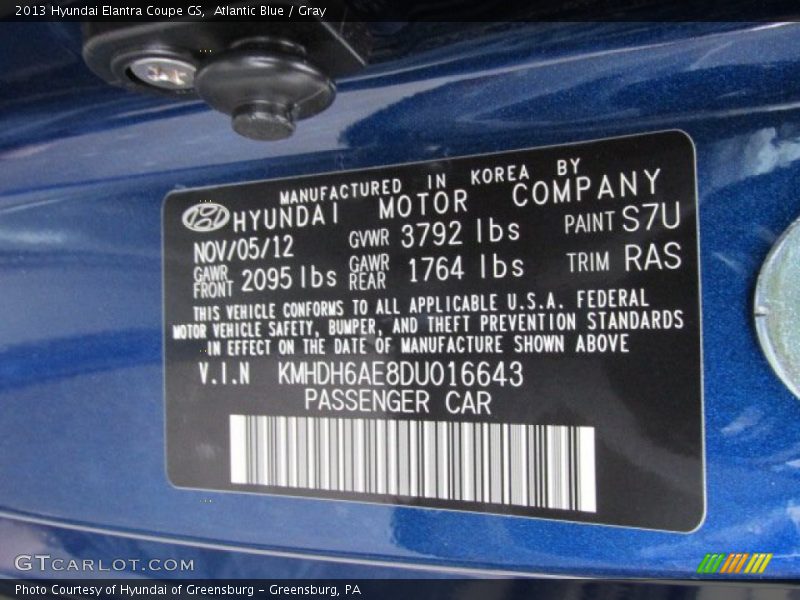 2013 Hyundai Elantra Coupe GS, Atlantic Blue / Gray
MANUFACTURED IN KOREA BY
HYUNDAI MOTOR COMPANY
NOV/05/12 GVWR 3792 lbs PAINT S7U
GAWR FRONT 2095 lbs GAWR REAR 1764 lbs TRIM RAS
THIS VEHICLE CONFORMS TO ALL APPLICABLE U.S.A. FEDERAL
MOTOR VEHICLE SAFETY, BUMPER, AND THEFT PREVENTION STANDARDS
IN EFFECT ON THE DATE OF MANUFACTURE SHOWN ABOVE
V.I.N KMHDH6AE8DU016643
PASSENGER CAR
GTCARLOT.COM
Photo Courtesy of Hyundai of Greensburg - Greensburg, PA